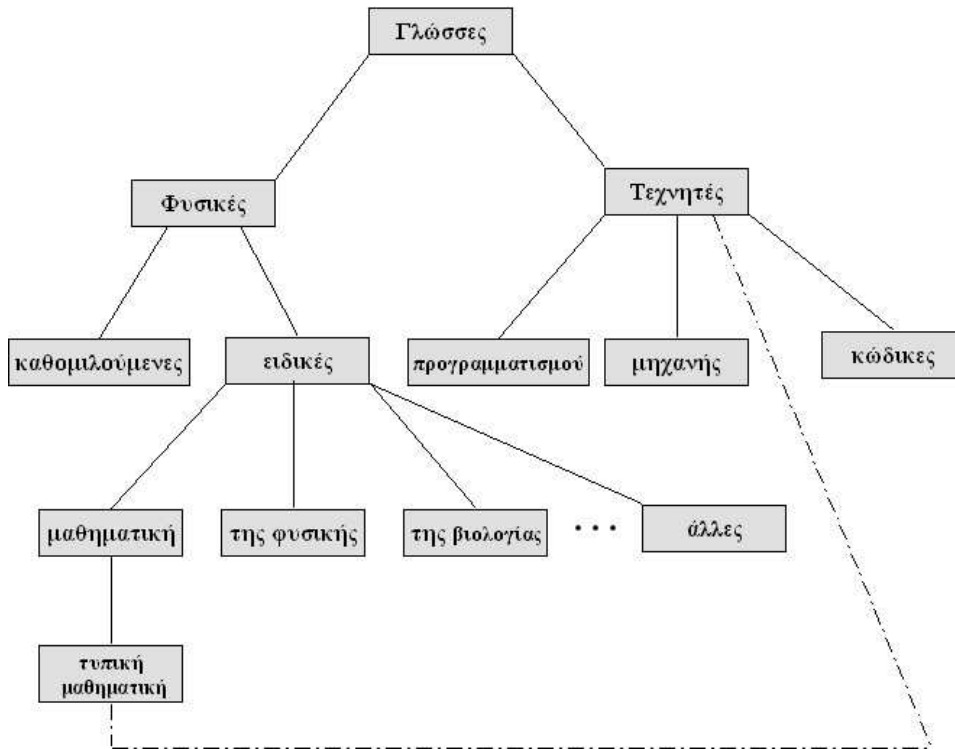 Γλώσσες
Φυσικές
Τεχνητές
καθομιλούμενες
ειδικές
προγραμματισμού
μηχανής
κώδικες
μαθηματική
της φυσικής
της βιολογίας
...
άλλες
τυπική
μαθηματική